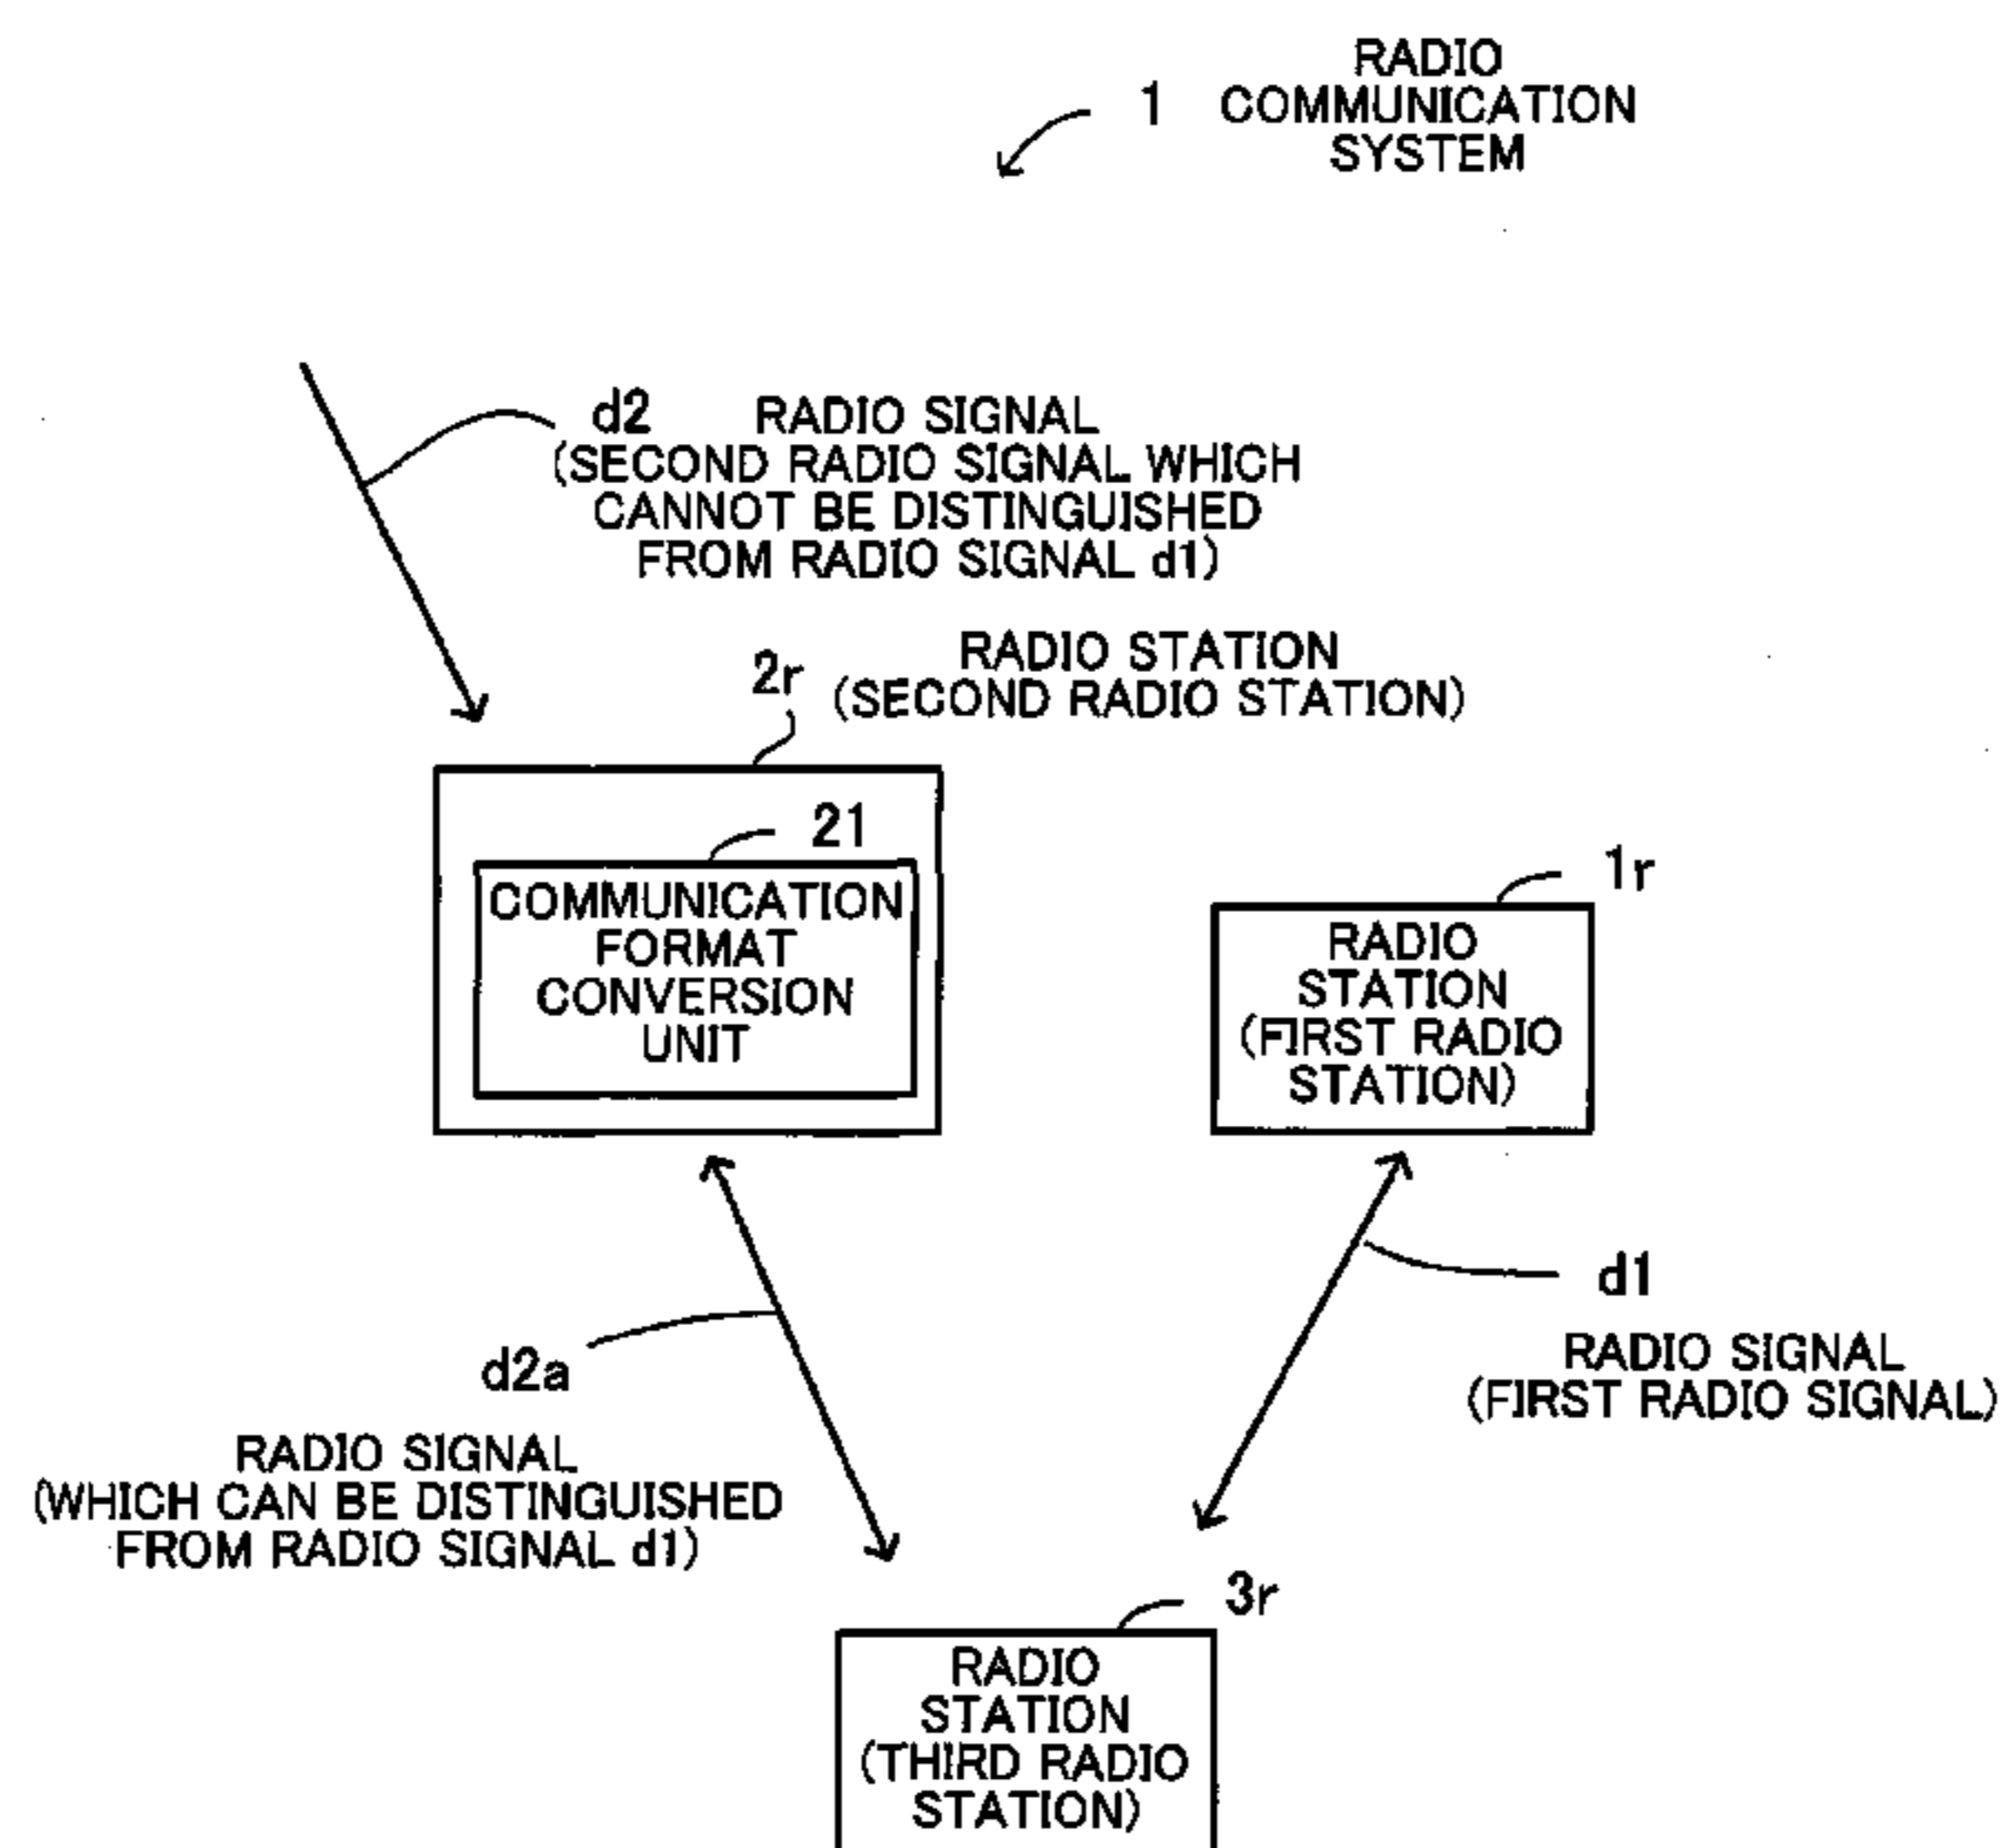 RADIO
1 COMMUNICATION
SYSTEM
d2 RADIO SIGNAL
(SECOND RADIO SIGNAL WHICH
CANNOT BE DISTINGUISHED
FROM RADIO SIGNAL d1)
2r RADIO STATION
(SECOND RADIO STATION)
21
COMMUNICATION
FORMAT
CONVERSION
UNIT
1r
RADIO
STATION
(FIRST RADIO
STATION)
d1
RADIO SIGNAL
(FIRST RADIO SIGNAL)
d2a
RADIO SIGNAL
(WHICH CAN BE DISTINGUISHED
FROM RADIO SIGNAL d1)
3r
RADIO
STATION
(THIRD RADIO
STATION)